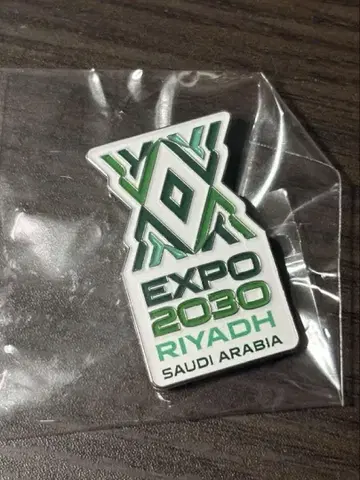 EXPO
2030
RIYADH
SAUDI ARABIA